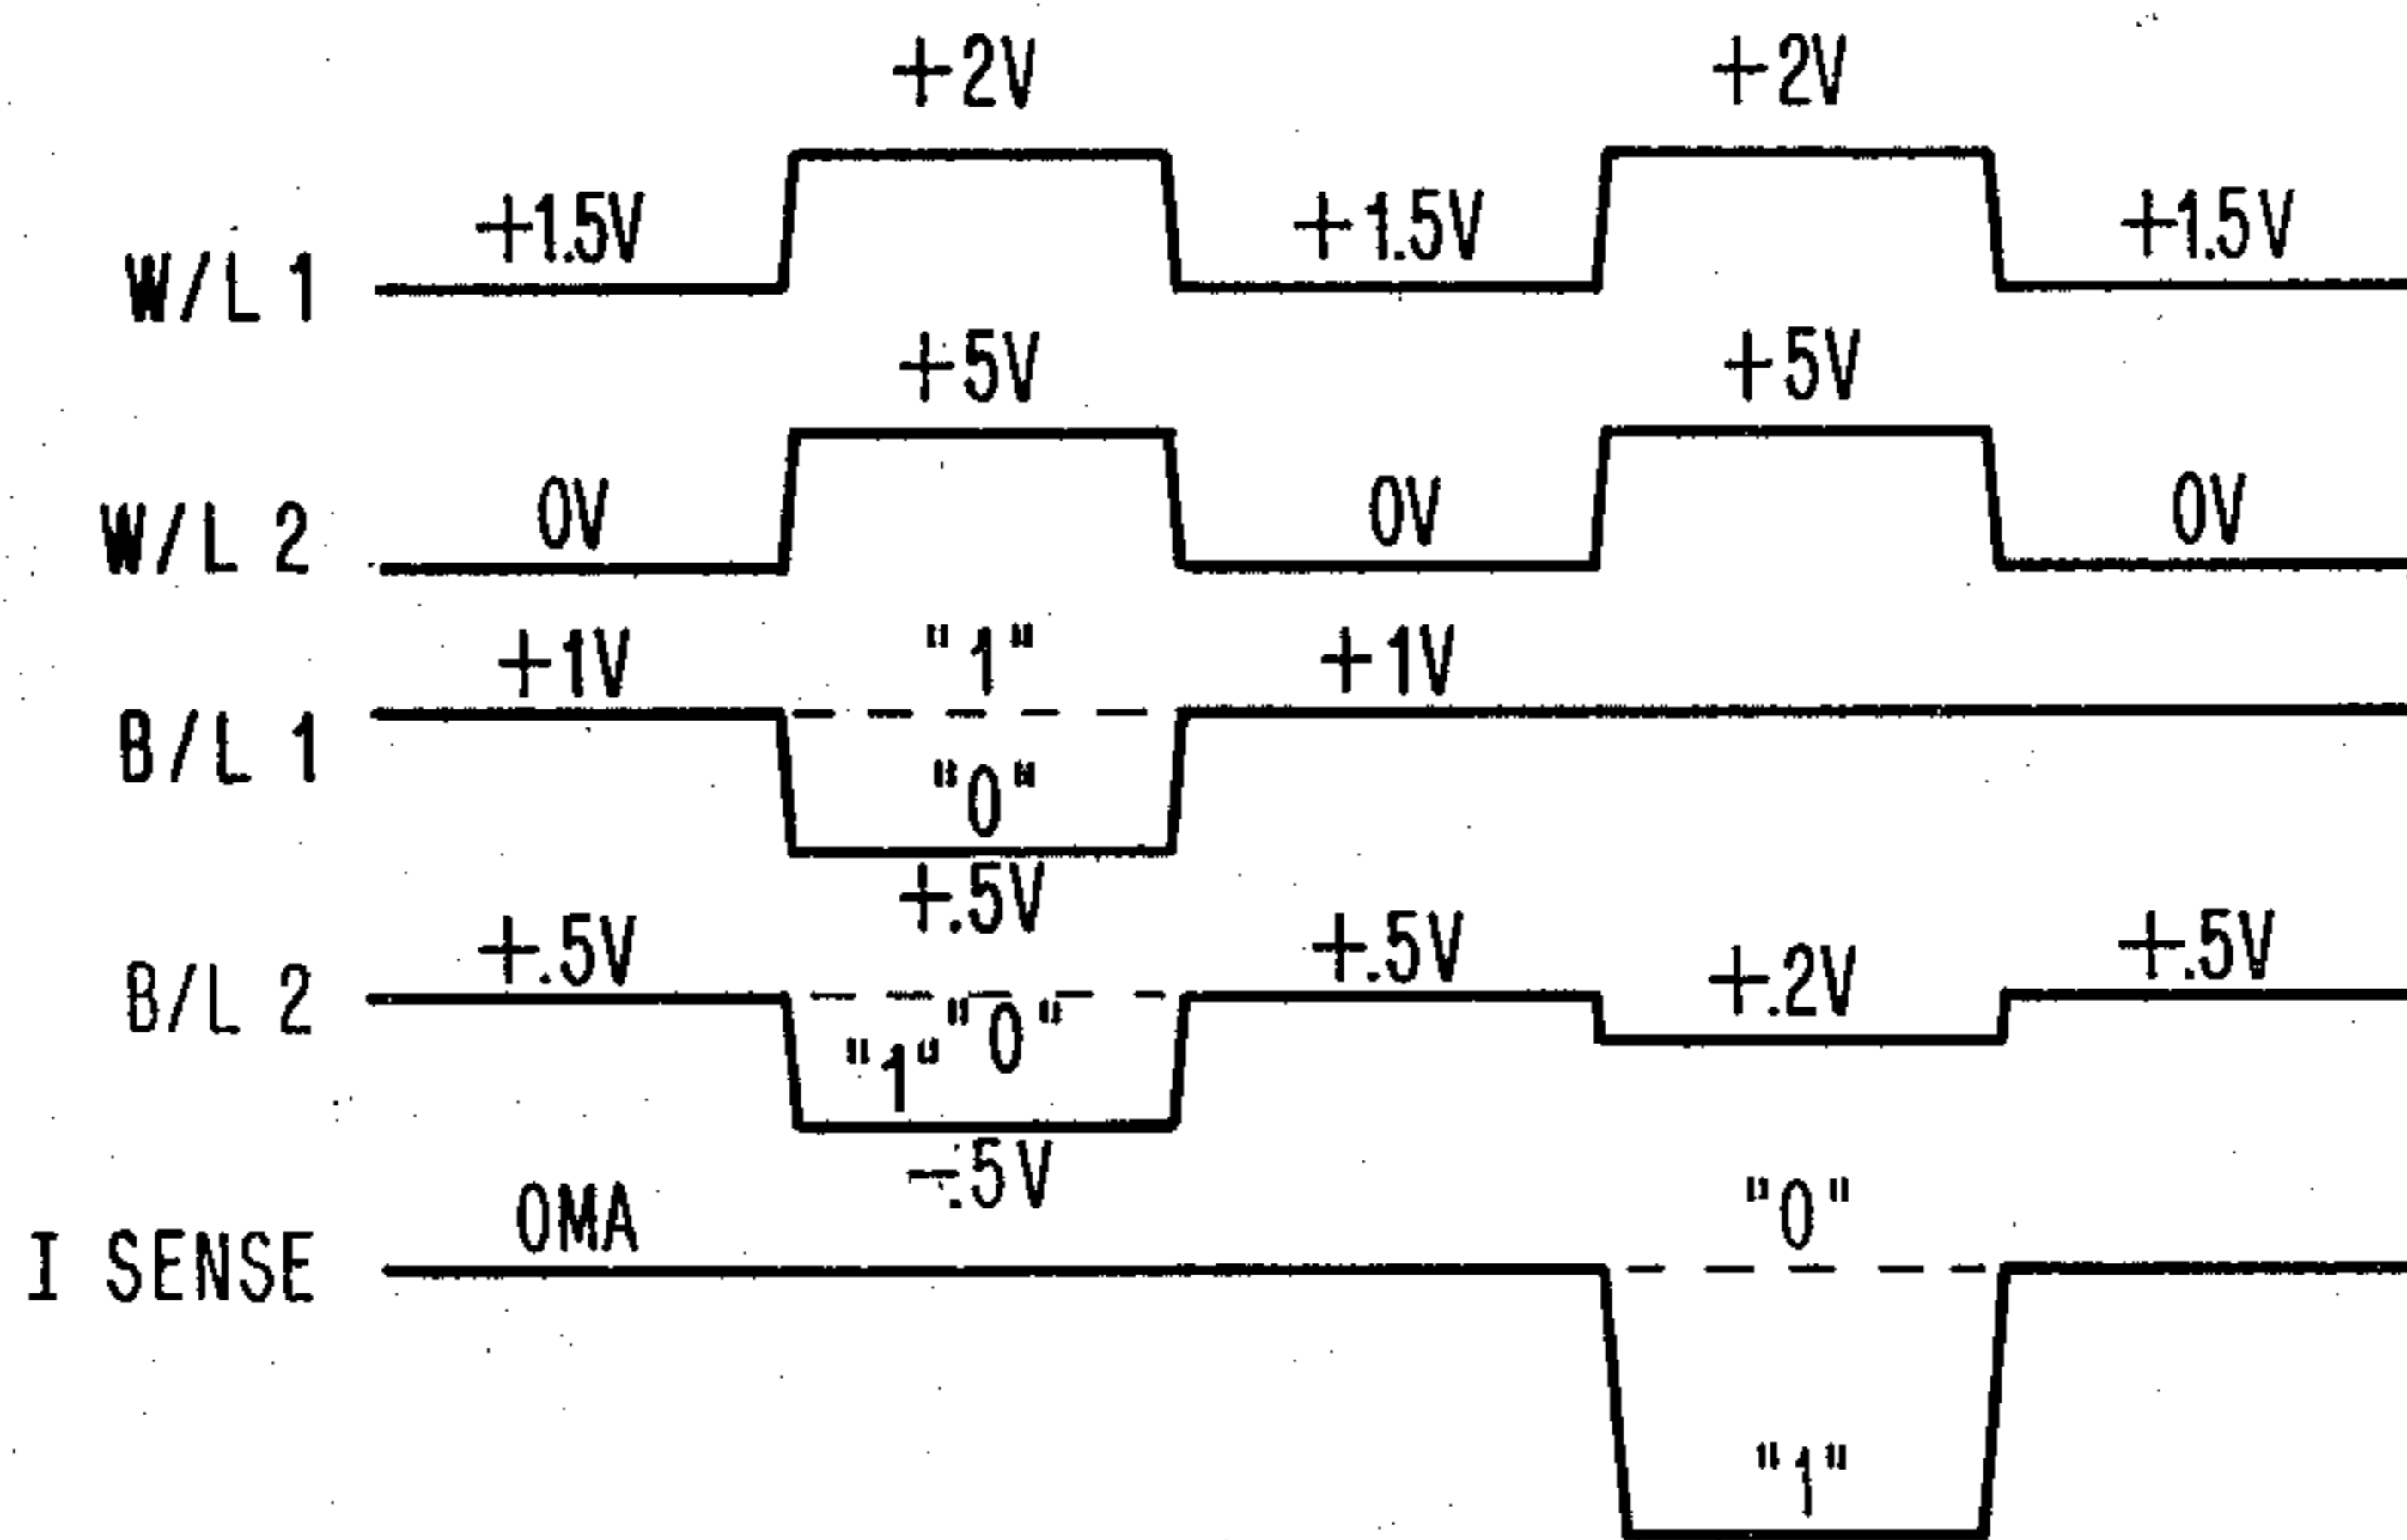 +2V +2V
+1.5V +1.5V +1.5V
W/L 1
+5V +5V
0V 0V 0V
W/L 2
+1V "1" +1V
B/L 1
"0"
+.5V
+.5V +.5V +.2V +.5V
B/L 2
"1" "0"
-.5V
0MA "0"
I SENSE
"1"